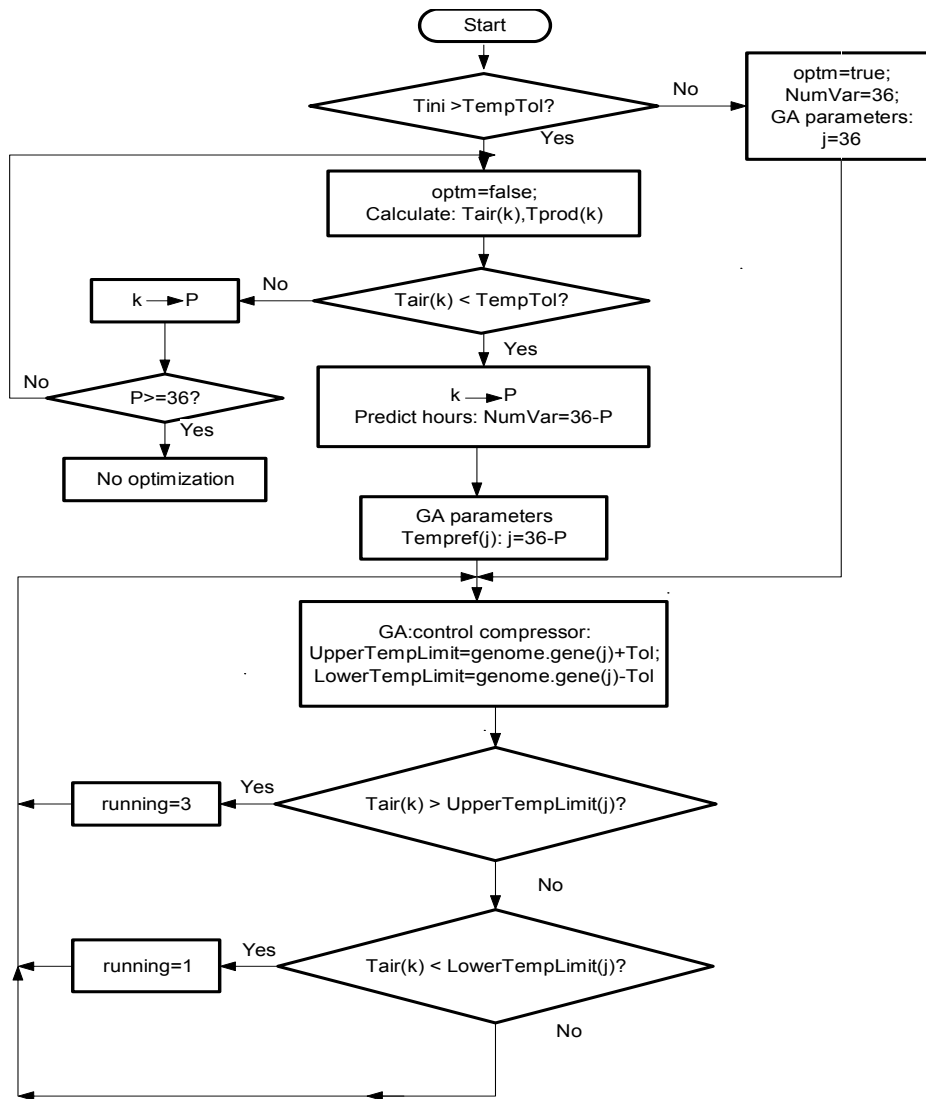 Start
Tini >TempTol?
No
optm=true;
NumVar=36;
GA parameters:
j=36
Yes
optm=false;
Calculate: Tair(k),Tprod(k)
Tair(k) < TempTol?
No
k → P
Yes
No
P>=36?
k → P
Predict hours: NumVar=36-P
Yes
No optimization
GA parameters
Tempref(j): j=36-P
GA:control compressor:
UpperTempLimit=genome.gene(j)+Tol;
LowerTempLimit=genome.gene(j)-Tol
Yes
running=3
Tair(k) > UpperTempLimit(j)?
No
Yes
running=1
Tair(k) < LowerTempLimit(j)?
No